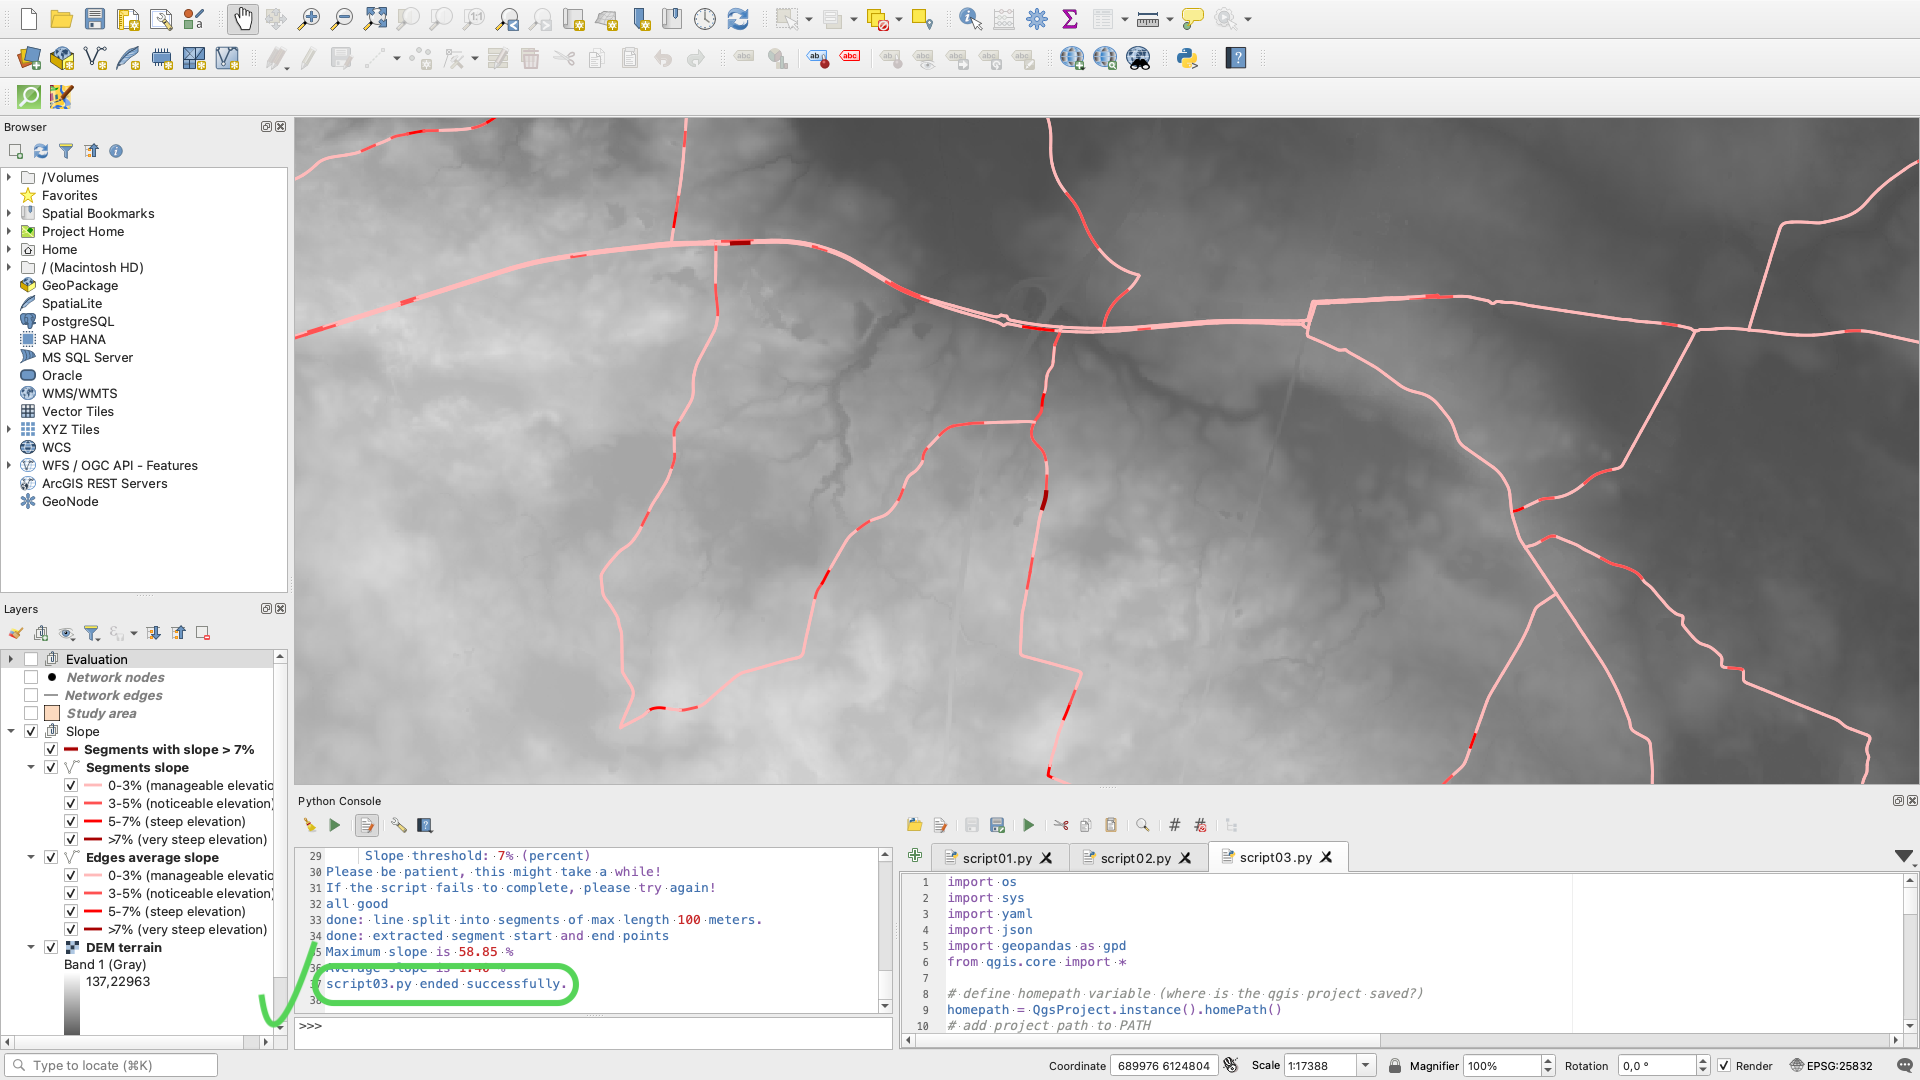 Browser
/Volumes
Favorites
Spatial Bookmarks
Project Home
Home
/ (Macintosh HD)
GeoPackage
SpatiaLite
PostgreSQL
SAP HANA
MS SQL Server
Oracle
WMS/WMTS
Vector Tiles
XYZ Tiles
WCS
WFS / OGC API - Features
ArcGIS REST Servers
GeoNode
Layers
Evaluation
Network nodes
Network edges
Study area
Slope
Segments with slope > 7%
Segments slope
0-3% (manageable elevatio
3-5% (noticeable elevation)
5-7% (steep elevation)
>7% (very steep elevation)
Edges average slope
0-3% (manageable elevatio
3-5% (noticeable elevation)
5-7% (steep elevation)
>7% (very steep elevation)
DEM terrain
Band 1 (Gray)
137,22963
Python Console
29 Slope threshold: 7% (percent)
30 Please be patient, this might take a while!
31 If the script fails to complete, please try again!
32 all good
33 done: line split into segments of max length 100 meters.
34 done: extracted segment start and end points
35 Maximum slope is 58.85 %
36 Average slope is 1.40 %
37 script03.py ended successfully.
38
>>>
script01.py
script02.py
script03.py
1 import os
2 import sys
3 import yaml
4 import json
5 import geopandas as gpd
6 from qgis.core import *
7
8 # define homepath variable (where is the qgis project saved?)
9 homepath = QgsProject.instance().homePath()
10 # add project path to PATH
Type to locate (⌘K)
Coordinate 689976 6124804
Scale 1:17388
Magnifier 100%
Rotation 0,0 °
Render
EPSG:25832